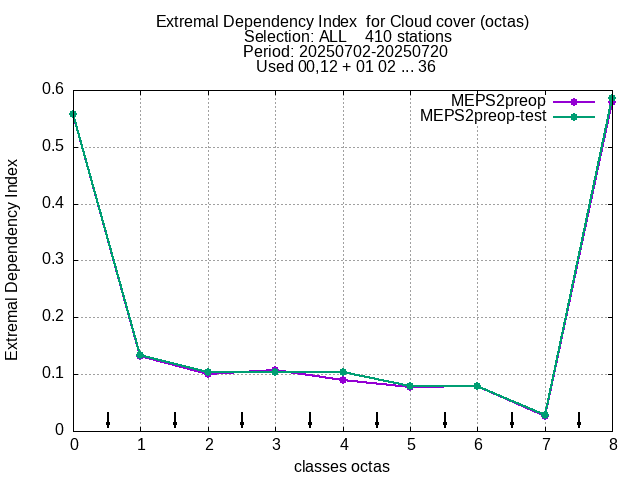 Extremal Dependency Index  for Cloud cover (octas)
Selection: ALL    410 stations
Period: 20250702-20250720
Used 00,12 + 01 02 ... 36
MEPS2preop
MEPS2preop-test
Extremal Dependency Index
0.6
0.5
0.4
0.3
0.2
0.1
0
0 1 2 3 4 5 6 7 8
classes octas